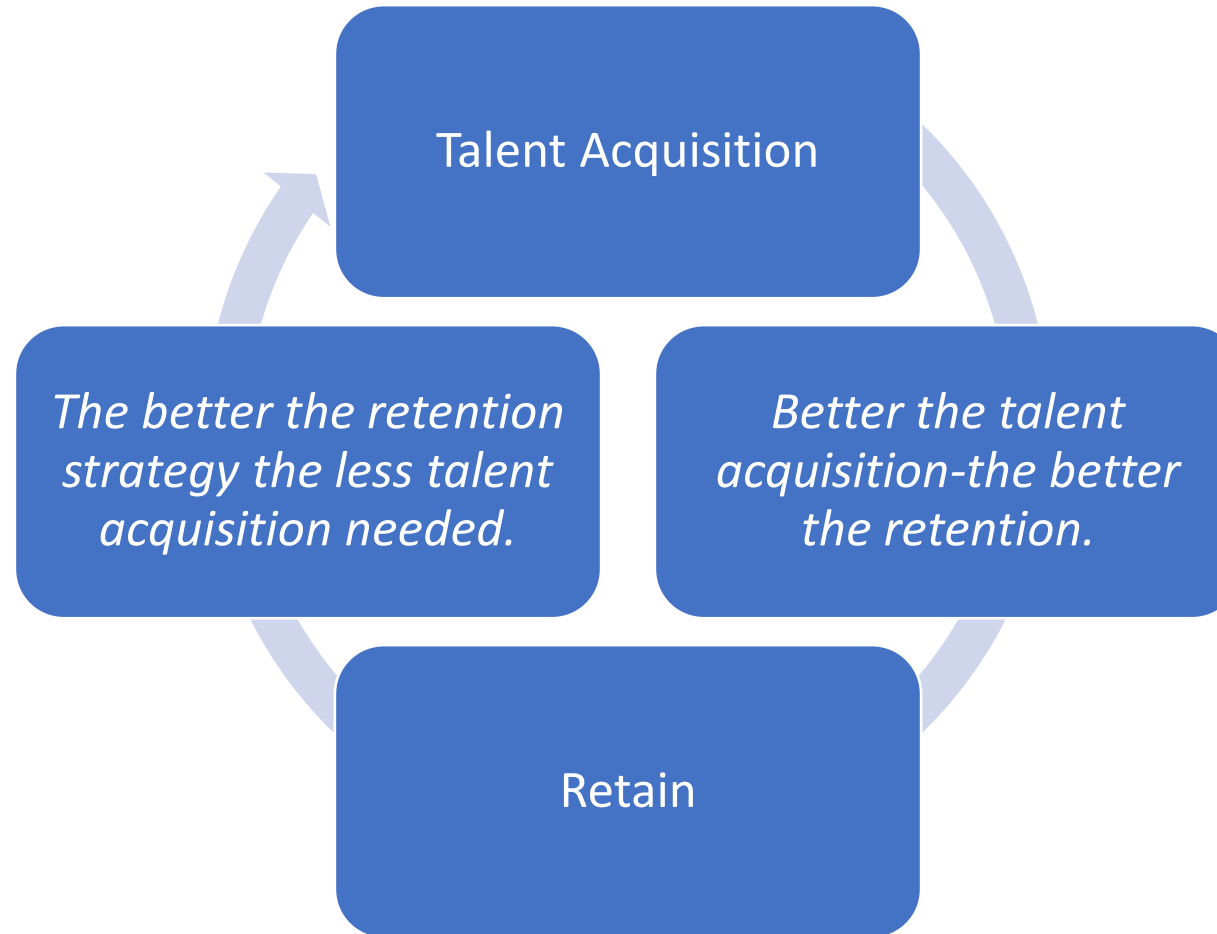 Talent Acquisition
Better the talent
acquisition-the better
the retention.
Retain
The better the retention
strategy the less talent
acquisition needed.